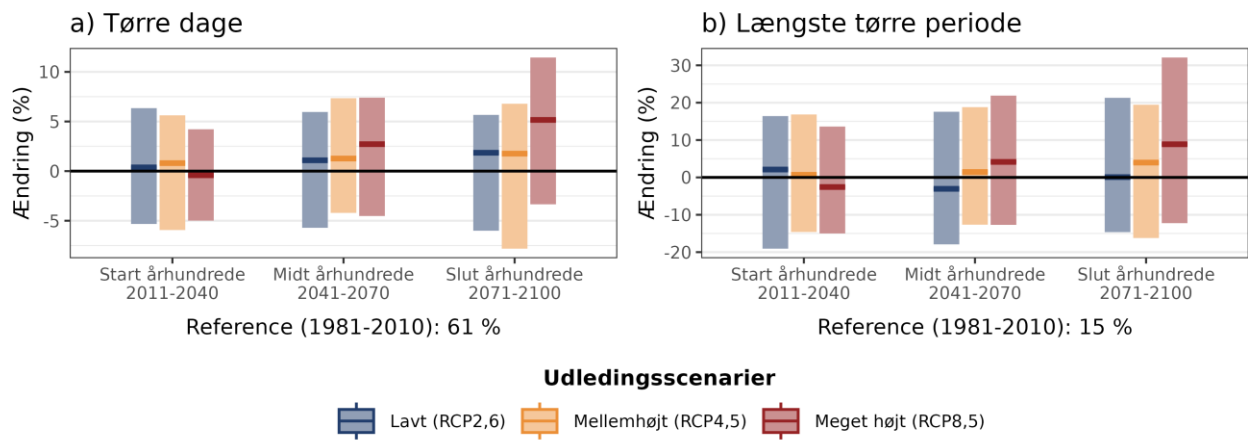 a) Tørre dage
Ændring (%)
10
5
0
-5
Start århundrede
2011-2040
Midt århundrede
2041-2070
Slut århundrede
2071-2100
Reference (1981-2010): 61 %
b) Længste tørre periode
Ændring (%)
30
20
10
0
-10
-20
Start århundrede
2011-2040
Midt århundrede
2041-2070
Slut århundrede
2071-2100
Reference (1981-2010): 15 %
Udledingsscenarier
Lavt (RCP2,6)
Mellemhøjt (RCP4,5)
Meget højt (RCP8,5)